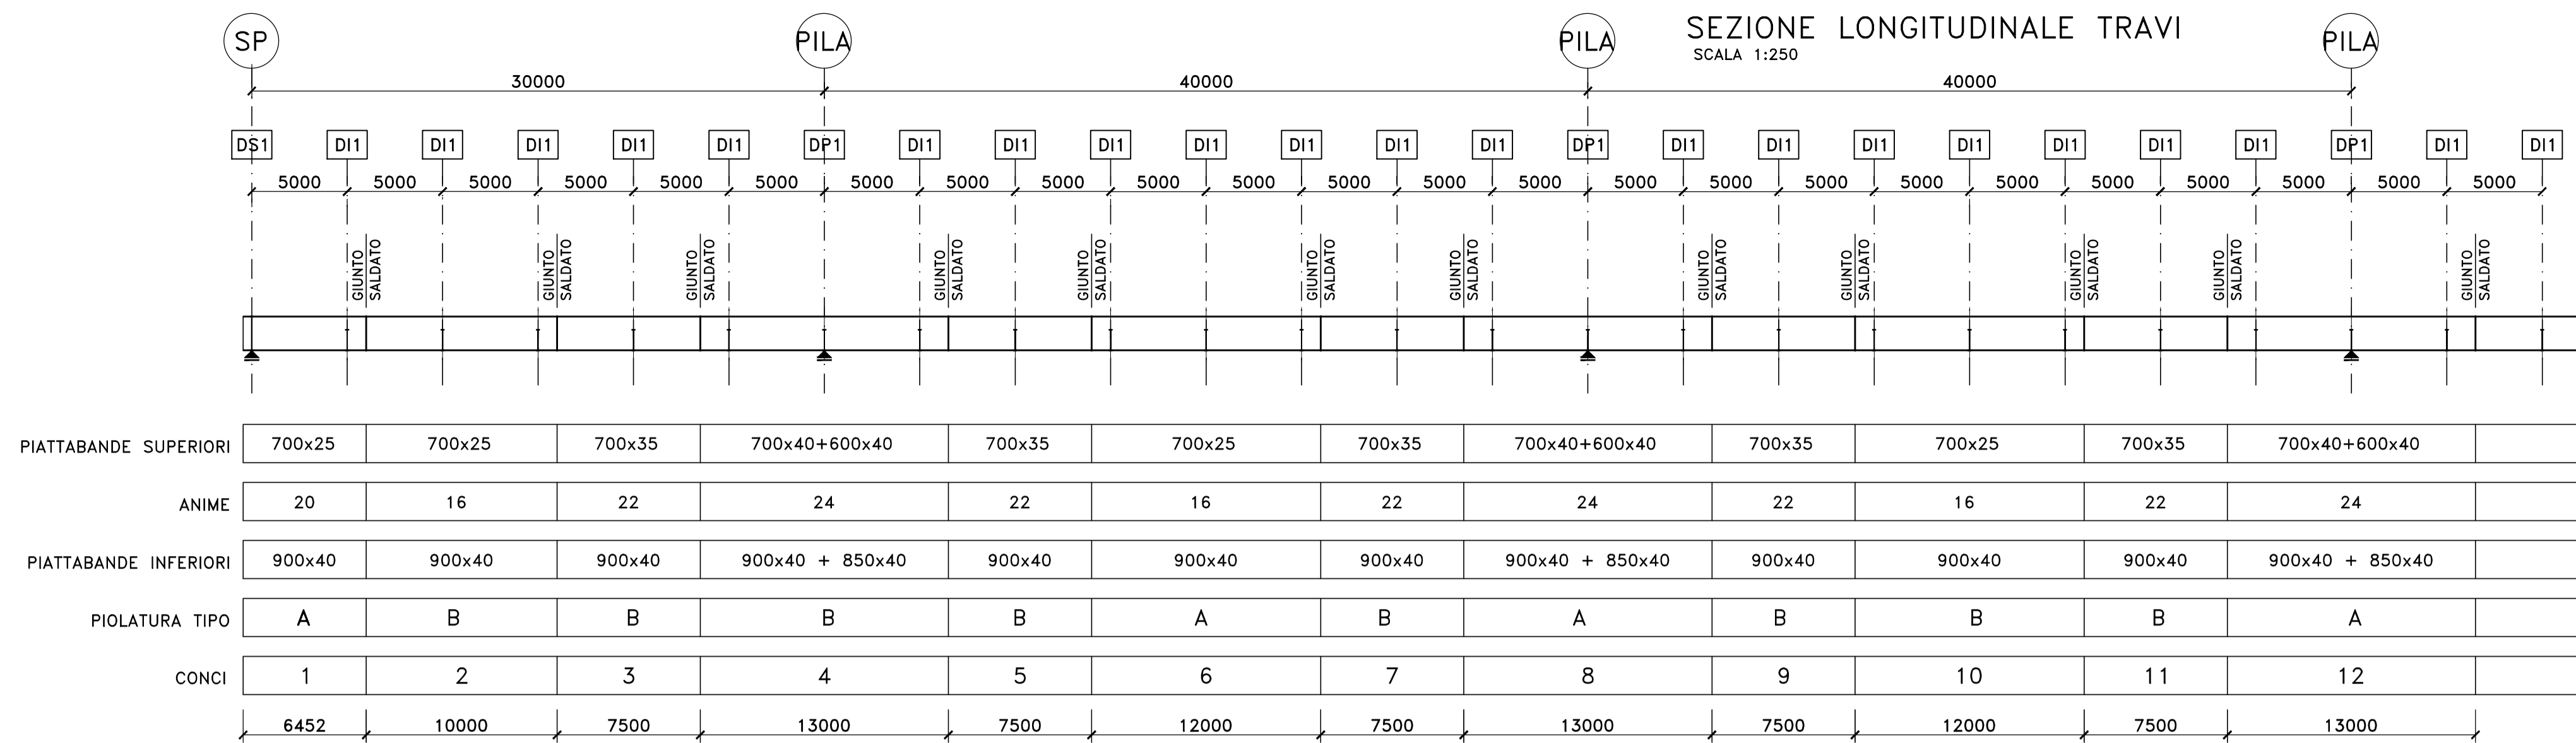 SP PILA PILA SEZIONE LONGITUDINALE TRAVI PILA
SCALA 1:250
30000 40000 40000
DS1 DI1 DI1 DI1 DI1 DI1 DP1 DI1 DI1 DI1 DI1 DI1 DI1 DI1 DP1 DI1 DI1 DI1 DI1 DI1 DI1 DI1 DP1 DI1 DI1
5000 5000 5000 5000 5000 5000 5000 5000 5000 5000 5000 5000 5000 5000 5000 5000 5000 5000 5000 5000 5000 5000 5000 5000
GIUNTO
SALDATO
GIUNTO
SALDATO
GIUNTO
SALDATO
GIUNTO
SALDATO
GIUNTO
SALDATO
GIUNTO
SALDATO
GIUNTO
SALDATO
GIUNTO
SALDATO
GIUNTO
SALDATO
GIUNTO
SALDATO
GIUNTO
SALDATO
GIUNTO
SALDATO
PIATTABANDE SUPERIORI 700x25 700x25 700x35 700x40+600x40 700x35 700x25 700x35 700x40+600x40 700x35 700x25 700x35 700x40+600x40
ANIME 20 16 22 24 22 16 22 24 22 16 22 24
PIATTABANDE INFERIORI 900x40 900x40 900x40 900x40 + 850x40 900x40 900x40 900x40 900x40 + 850x40 900x40 900x40 900x40 900x40 + 850x40
PIOLATURA TIPO A B B B B A B A B B B A
CONCI 1 2 3 4 5 6 7 8 9 10 11 12
6452 10000 7500 13000 7500 12000 7500 13000 7500 12000 7500 13000